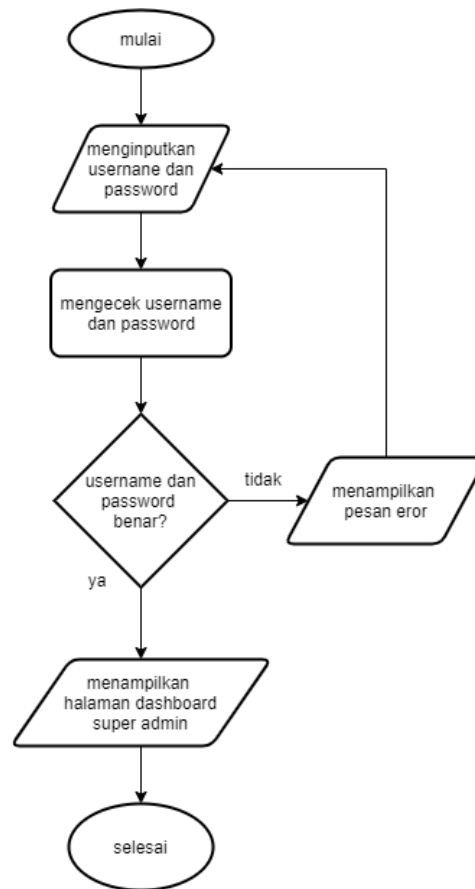 mulai
menginputkan
usernane dan
password
mengecek username
dan password
username dan
password
benar?
tidak
menampilkan
pesan eror
ya
menampilkan
halaman dashboard
super admin
selesai